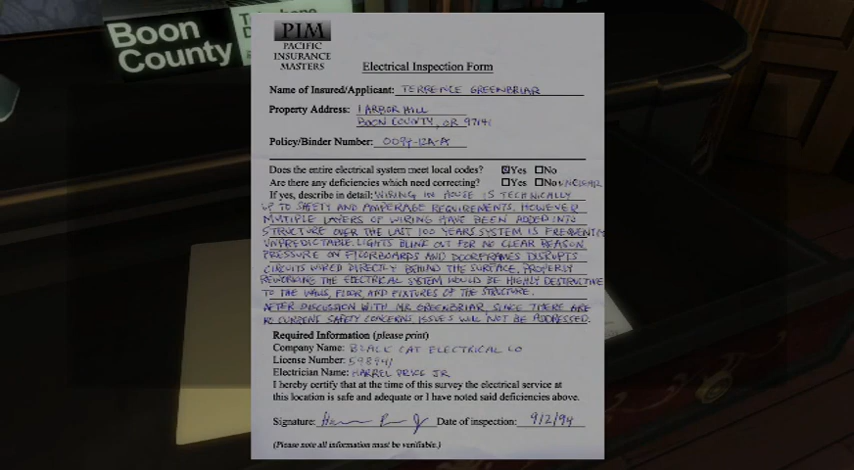 Boon
County
Telephone
D
PIM
PACIFIC
INSURANCE
MASTERS
Electrical Inspection Form
Name of Insured/Applicant: TERRENCE GREENBRIAR
Property Address: 1 ARBOR HILL
BOON COUNTY, OR 97141
Policy/Binder Number: 0099-12A-A
Does the entire electrical system meet local codes? ☒Yes ☐No
Are there any deficiencies which need correcting? ☐Yes ☐No UNCLEAR
If yes, describe in detail: WIRING IN HOUSE IS TECHNICALLY
UP TO SAFETY AND AMPERAGE REQUIREMENTS. HOWEVER
MULTIPLE LAYERS OF WIRING HAVE BEEN ADDED INTO
STRUCTURE OVER THE LAST 100 YEARS SYSTEM IS FREQUENTLY
UNPREDICTABLE. LIGHTS BLINK OUT FOR NO CLEAR REASON
PRESSURE ON FLOORBOARDS AND DOORFRAMES DISRUPTS
CIRCUITS WIRED DIRECTLY BEHIND THE SURFACE. PROPERLY
REWORKING THE ELECTRICAL SYSTEM WOULD BE HIGHLY DESTRUCTIVE
TO THE WALLS, FLOOR, AND FIXTURES OF THE STRUCTURE.
AFTER DISCUSSION WITH MR GREENBRIAR, SINCE THERE ARE
NO CURRENT SAFETY CONCERNS, ISSUES WILL NOT BE ADDRESSED.
Required Information (please print)
Company Name: BLACK CAT ELECTRICAL CO
License Number: 598941
Electrician Name: HARREL PRICE JR
I hereby certify that at the time of this survey the electrical service at
this location is safe and adequate or I have noted said deficiencies above.
Signature: Date of inspection: 9/2/94
(Please note all information must be verifiable.)